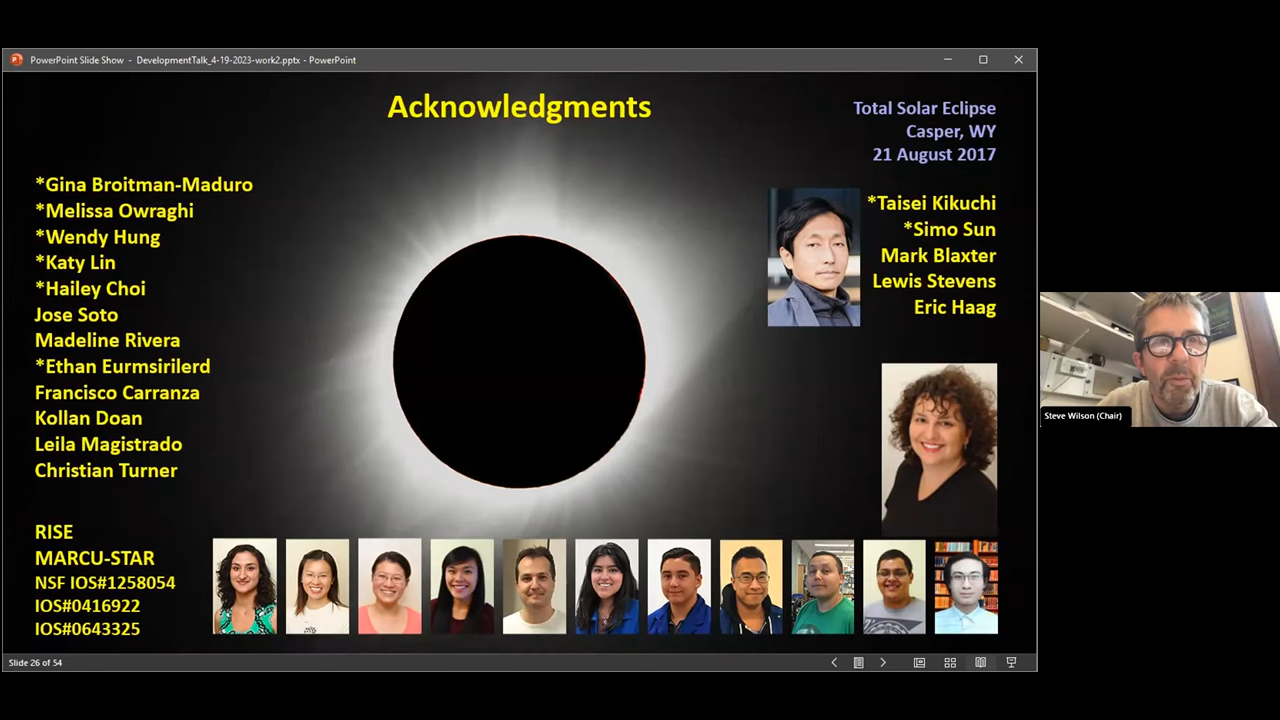 PowerPoint Slide Show - DevelopmentTalk_4-19-2023-work2.pptx - PowerPoint
Acknowledgments
Total Solar Eclipse
Casper, WY
21 August 2017
*Gina Broitman-Maduro
*Melissa Owraghi
*Wendy Hung
*Katy Lin
*Hailey Choi
Jose Soto
Madeline Rivera
*Ethan Eurmsirilerd
Francisco Carranza
Kollan Doan
Leila Magistrado
Christian Turner
*Taisei Kikuchi
*Simo Sun
Mark Blaxter
Lewis Stevens
Eric Haag
RISE
MARCU-STAR
NSF IOS#1258054
IOS#0416922
IOS#0643325
Steve Wilson (Chair)
Slide 26 of 54